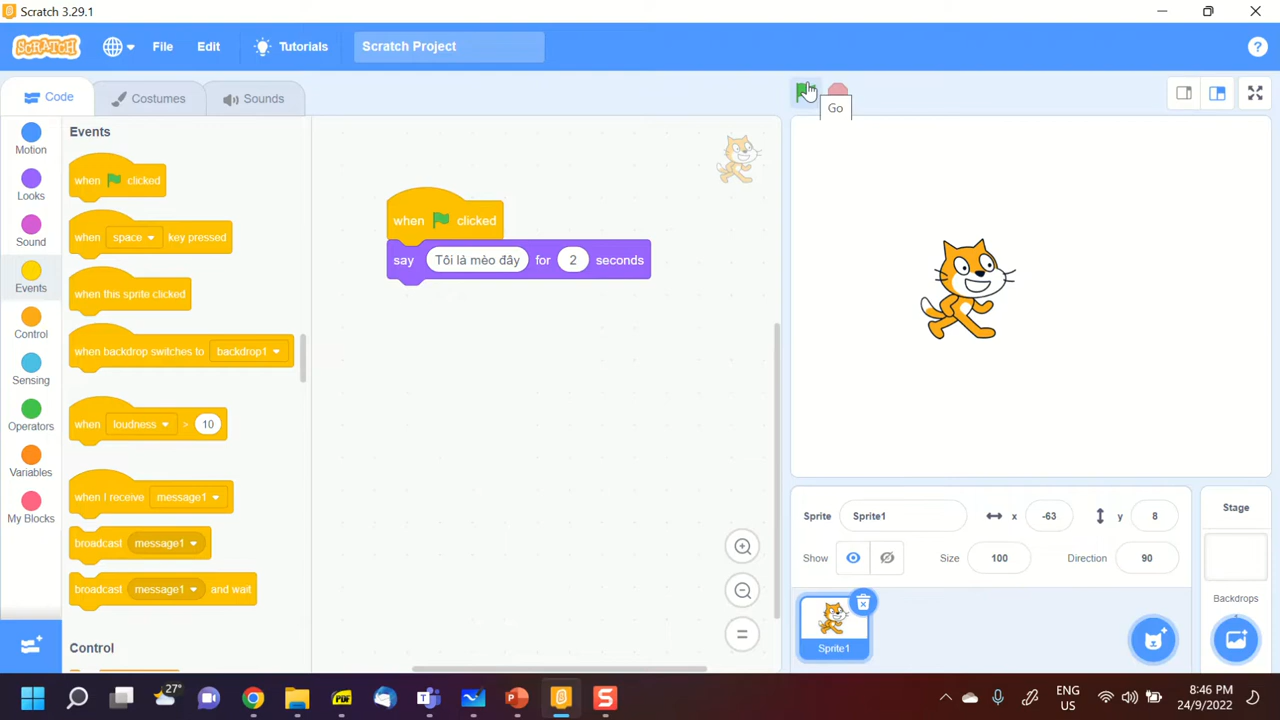 Scratch 3.29.1
SCRATCH File Edit Tutorials Scratch Project ?
Code Costumes Sounds
Go
Motion
Looks
Sound
Events
Control
Sensing
Operators
Variables
My Blocks
Events
when clicked
when space key pressed
when this sprite clicked
when backdrop switches to backdrop1
when loudness > 10
when I receive message1
broadcast message1
broadcast message1 and wait
Control
when clicked
say Tôi là mèo đây for 2 seconds
Sprite Sprite1 x -63 y 8
Show Size 100 Direction 90
Sprite1
Stage
Backdrops
27°
PDF
S
ENG
US
8:46 PM
24/9/2022